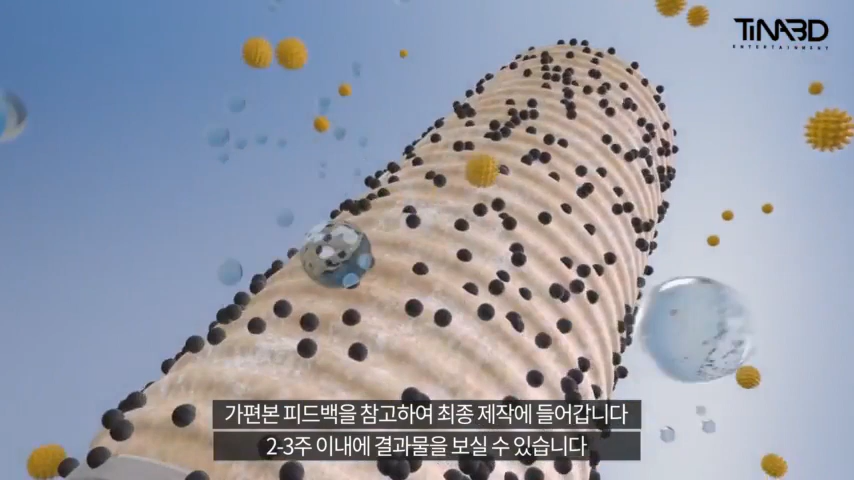 TiNA3D
ENTERTAINMENT
가편본 피드백을 참고하여 최종 제작에 들어갑니다
2-3주 이내에 결과물을 보실 수 있습니다